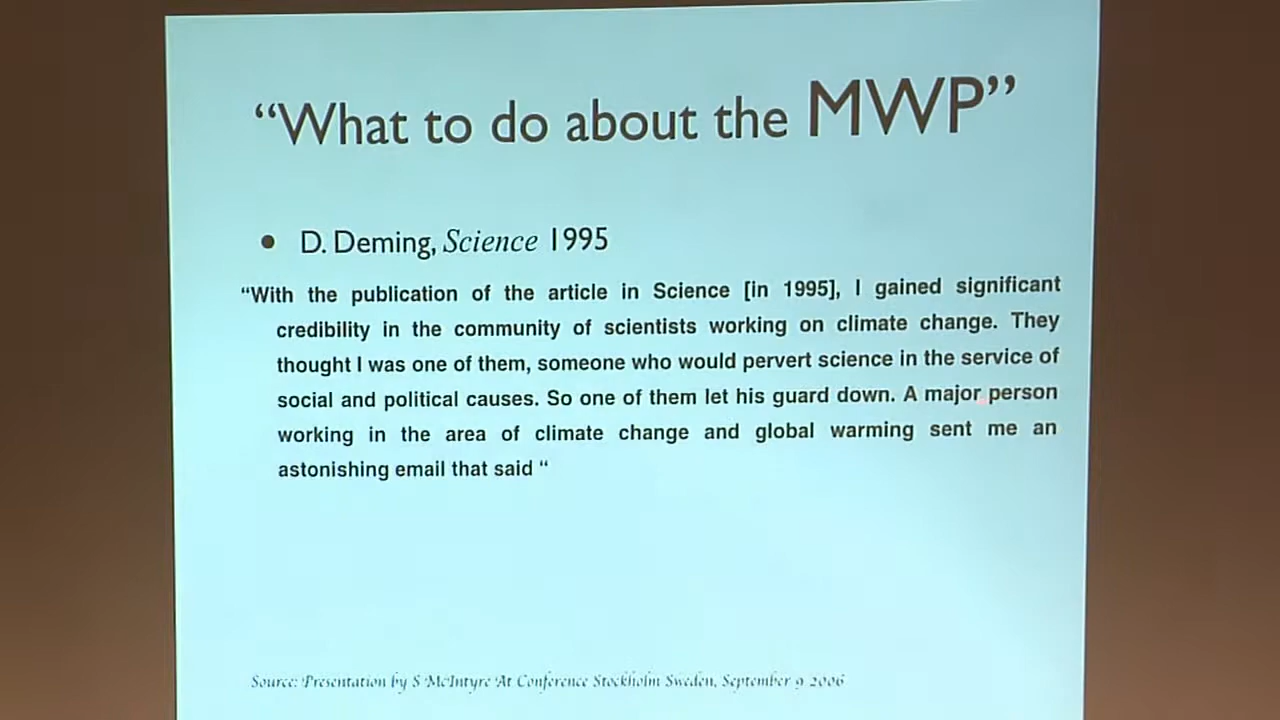 “What to do about the MWP”
• D. Deming, Science 1995
“With the publication of the article in Science [in 1995], I gained significant
credibility in the community of scientists working on climate change. They
thought I was one of them, someone who would pervert science in the service of
social and political causes. So one of them let his guard down. A major person
working in the area of climate change and global warming sent me an
astonishing email that said “
Source: Presentation by S McIntyre At Conference Stockholm Sweden, September 9 2006